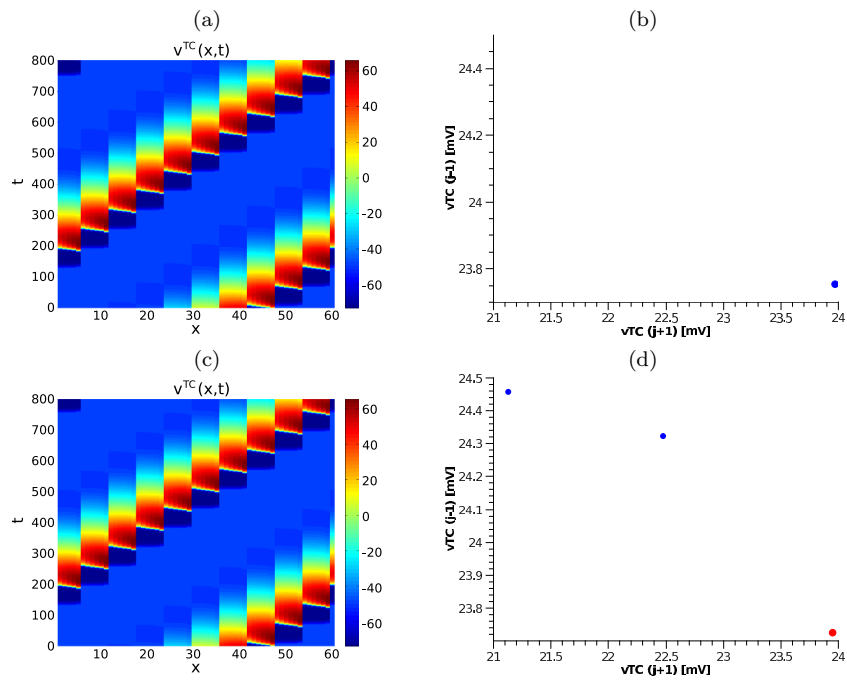 (a)
v^TC(x,t)
800
700
600
500
400
300
200
100
0
t
10 20 30 40 50 60
x
60
40
20
0
-20
-40
-60
(b)
24.4
24.2
24
23.8
vTC (j-1) [mV]
21 21.5 22 22.5 23 23.5 24
vTC (j+1) [mV]
(c)
v^TC(x,t)
800
700
600
500
400
300
200
100
0
t
10 20 30 40 50 60
x
60
40
20
0
-20
-40
-60
(d)
24.5
24.4
24.3
24.2
24.1
24
23.9
23.8
vTC (j-1) [mV]
21 21.5 22 22.5 23 23.5 24
vTC (j+1) [mV]